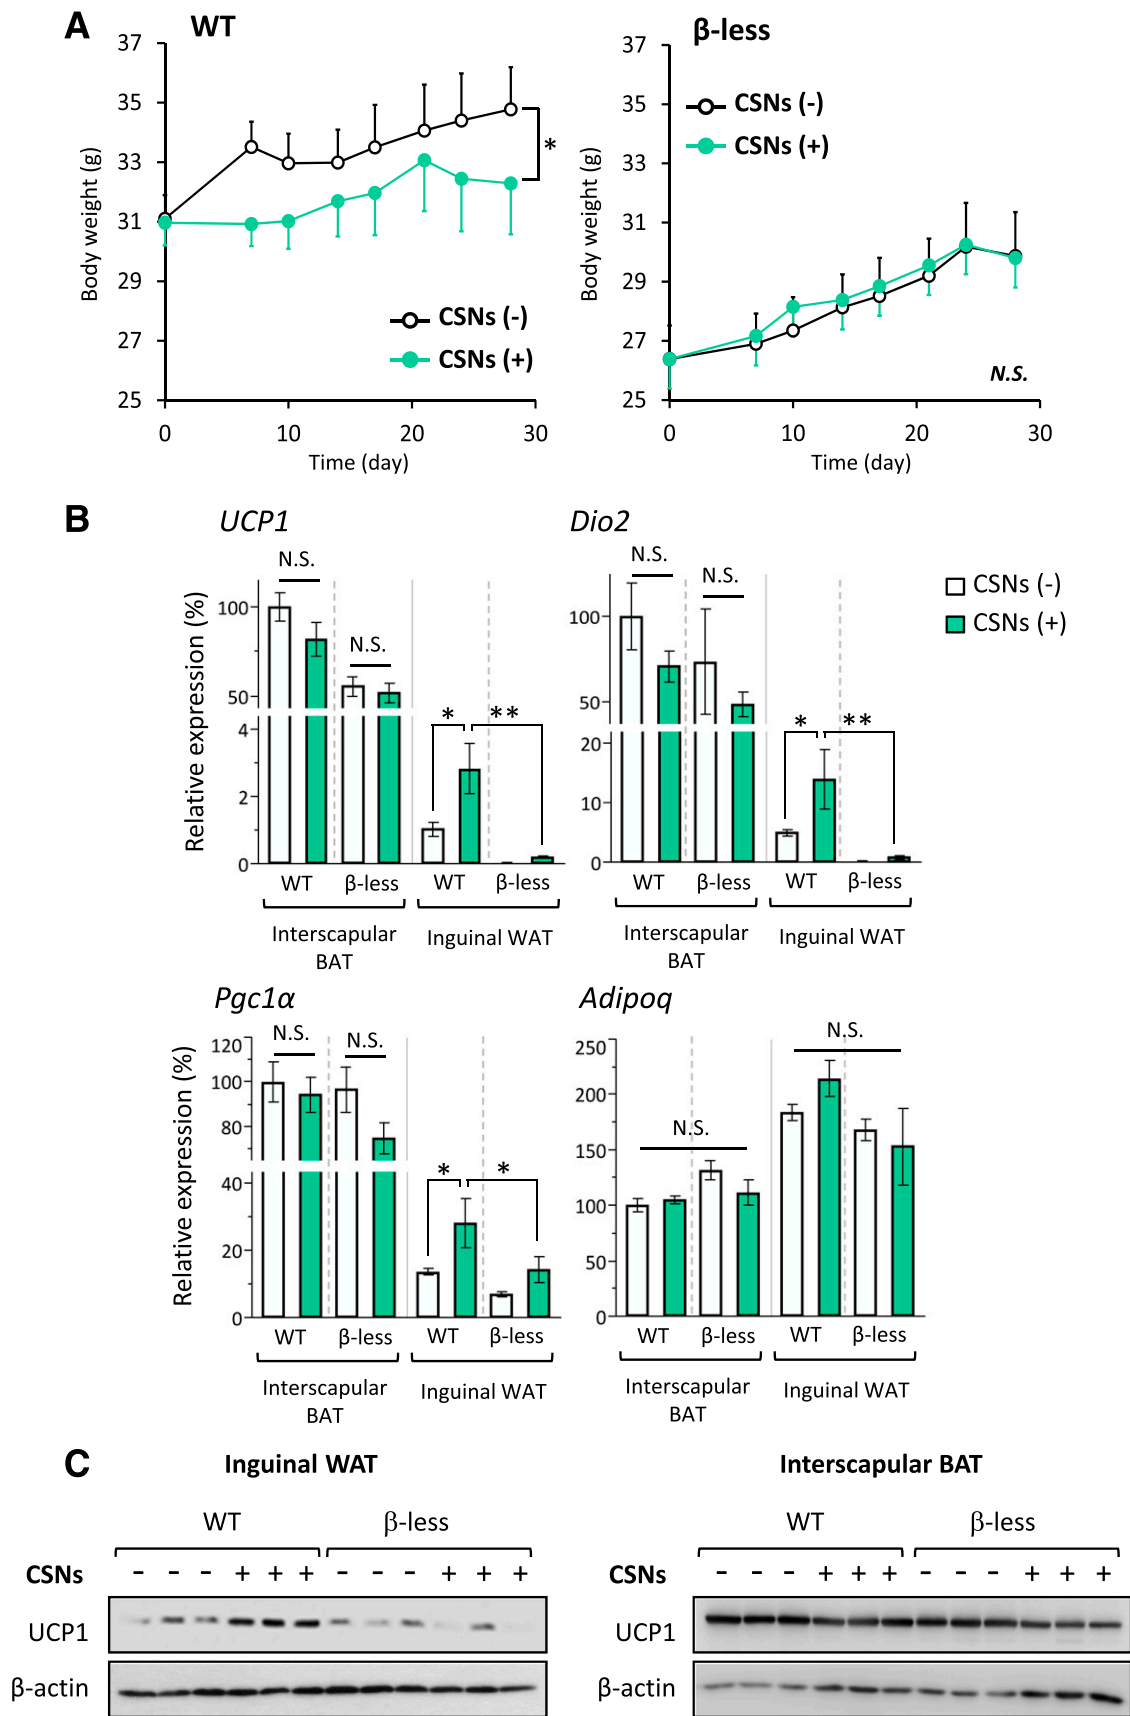 A
WT
β-less
37
35
33
31
29
27
25
Body weight (g)
*
CSNs (-)
CSNs (+)
0 10 20 30
Time (day)
37
35
33
31
29
27
25
Body weight (g)
CSNs (-)
CSNs (+)
N.S.
0 10 20 30
Time (day)
B
UCP1
Relative expression (%)
100
50
4
2
0
N.S.
N.S.
* **
WT β-less WT β-less
Interscapular
BAT
Inguinal WAT
Dio2
100
50
20
10
0
N.S.
N.S.
* **
WT β-less WT β-less
Interscapular
BAT
Inguinal WAT
CSNs (-)
CSNs (+)
Pgc1α
Relative expression (%)
120
100
80
40
20
0
N.S. N.S.
* *
WT β-less WT β-less
Interscapular
BAT
Inguinal WAT
Adipoq
250
200
150
100
50
0
N.S.
N.S.
WT β-less WT β-less
Interscapular
BAT
Inguinal WAT
C
Inguinal WAT
WT β-less
CSNs - - - + + + - - - + + +
UCP1
β-actin
Interscapular BAT
WT β-less
CSNs - - - + + + - - - + + +
UCP1
β-actin